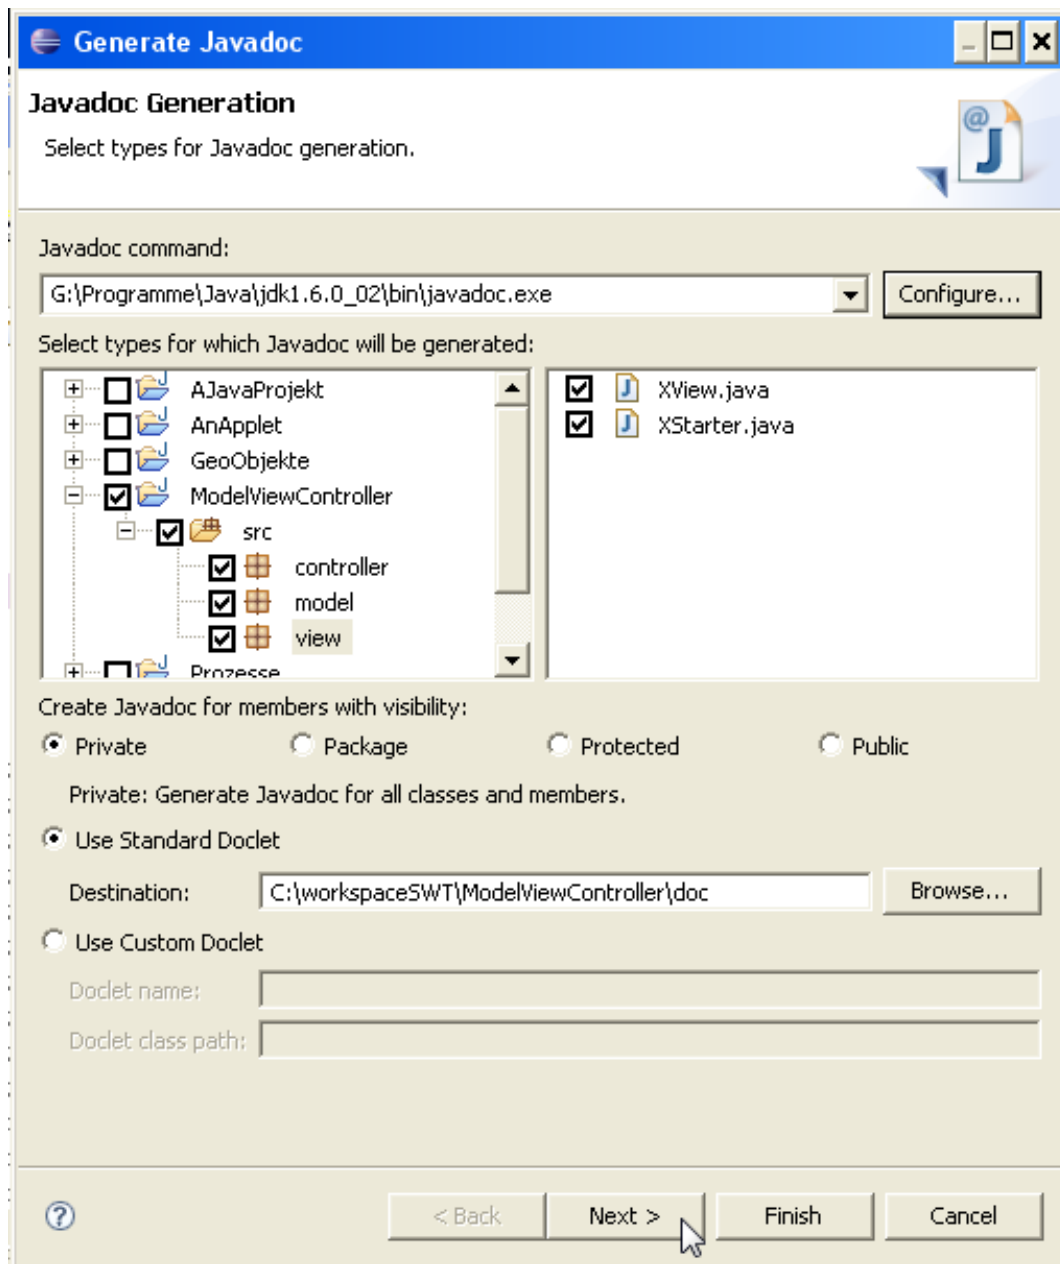 Generate Javadoc
Javadoc Generation
Select types for Javadoc generation.
Javadoc command:
G:\Programme\Java\jdk1.6.0_02\bin\javadoc.exe
Configure...
Select types for which Javadoc will be generated:
AJavaProjekt
AnApplet
GeoObjekte
ModelViewController
src
controller
model
view
Prozesse
XView.java
XStarter.java
Create Javadoc for members with visibility:
Private Package Protected Public
Private: Generate Javadoc for all classes and members.
Use Standard Doclet
Destination: C:\workspaceSWT\ModelViewController\doc Browse...
Use Custom Doclet
Doclet name:
Doclet class path:
< Back Next > Finish Cancel